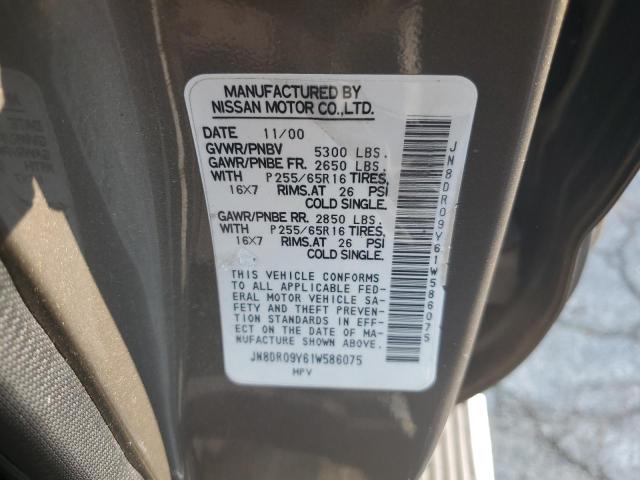 MANUFACTURED BY
NISSAN MOTOR CO.,LTD.
DATE 11/00
GVWR/PNBV 5300 LBS.
GAWR/PNBE FR. 2650 LBS.
WITH P255/65R16 TIRES,
16X7 RIMS.AT 26 PSI
COLD SINGLE.
GAWR/PNBE RR. 2850 LBS.
WITH P255/65R16 TIRES,
16X7 RIMS.AT 26 PSI
COLD SINGLE.
THIS VEHICLE CONFORMS
TO ALL APPLICABLE FED-
ERAL MOTOR VEHICLE SA-
FETY AND THEFT PREVEN-
TION STANDARDS IN EFF-
ECT ON THE DATE OF MA-
NUFACTURE SHOWN ABOVE.
JN8DR09Y61W586075
MPV
JN8DR09Y61W586075